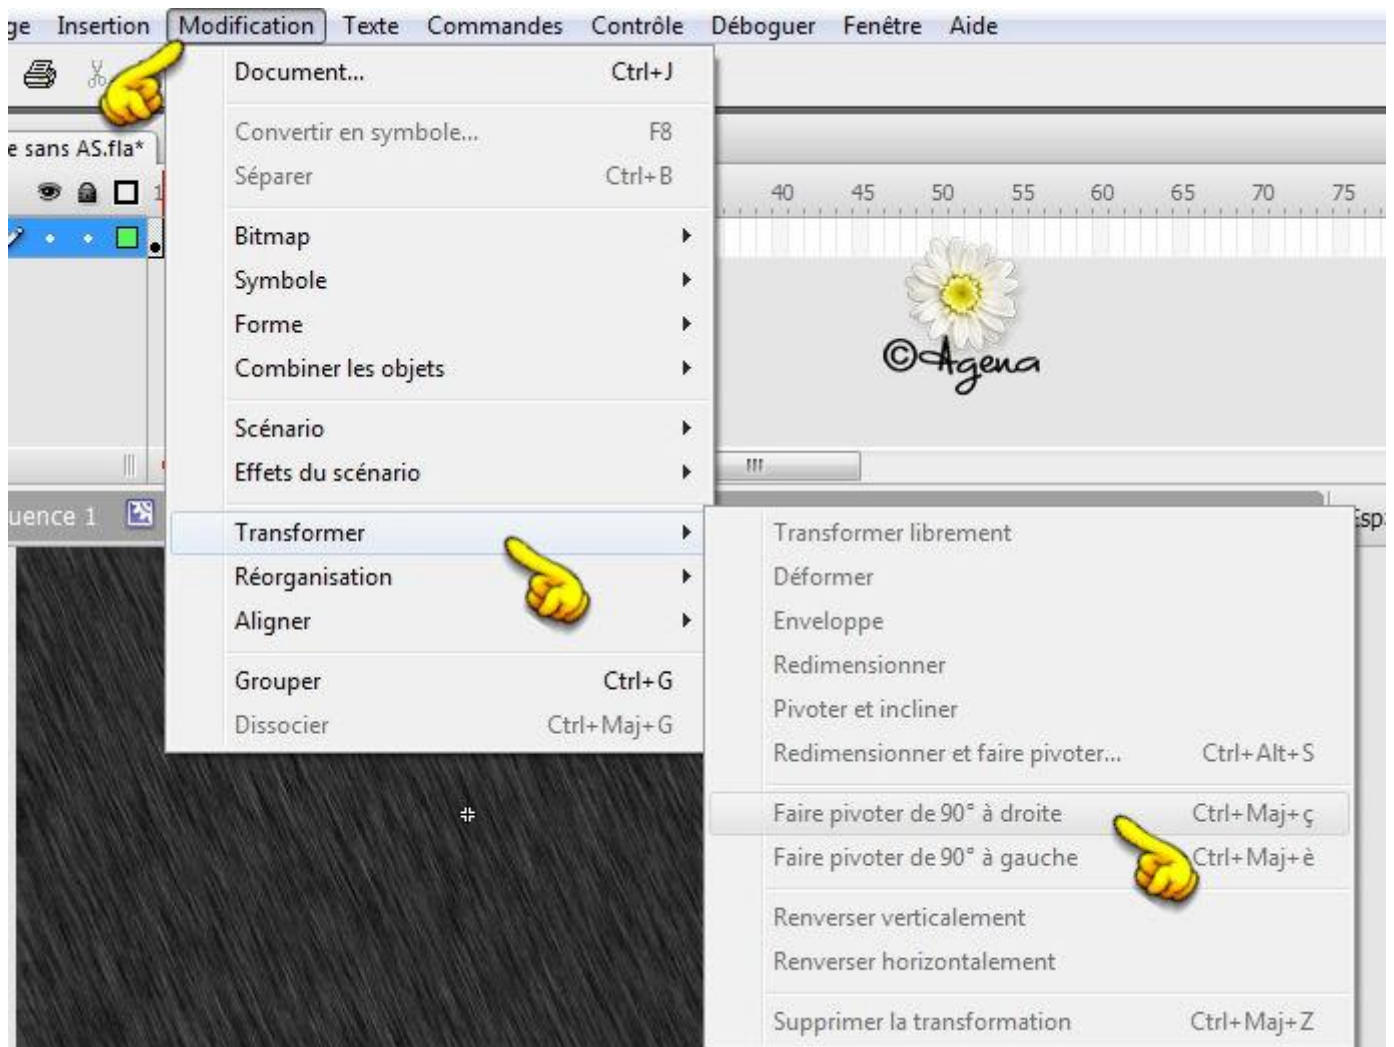 ge Insertion Modification Texte Commandes Contrôle Déboguer Fenêtre Aide
Document... Ctrl+J
Convertir en symbole... F8
e sans AS.fla*
Séparer Ctrl+B
1 40 45 50 55 60 65 70 75
Bitmap
Symbole
Forme
©Agena
Combiner les objets
Scénario
Effets du scénario
uence 1
Esp
Transformer
Réorganisation
Aligner
Grouper Ctrl+G
Dissocier Ctrl+Maj+G
Transformer librement
Déformer
Enveloppe
Redimensionner
Pivoter et incliner
Redimensionner et faire pivoter... Ctrl+Alt+S
Faire pivoter de 90° à droite Ctrl+Maj+ç
Faire pivoter de 90° à gauche Ctrl+Maj+è
Renverser verticalement
Renverser horizontalement
Supprimer la transformation Ctrl+Maj+Z